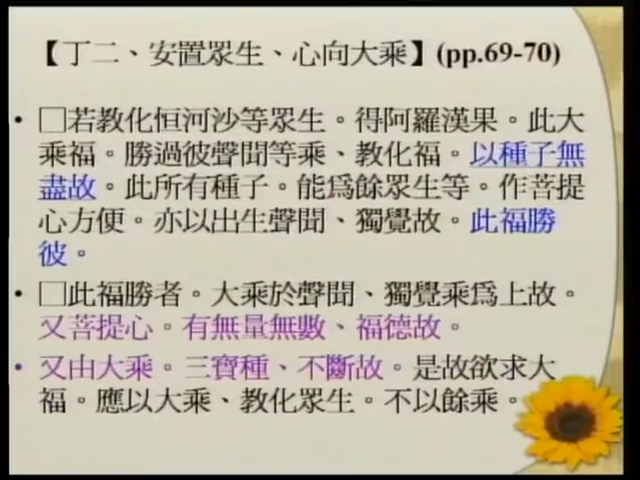 【丁二、安置眾生、心向大乘】(pp.69-70)
• □若教化恒河沙等眾生。得阿羅漢果。此大
乘福。勝過彼聲聞等乘、教化福。以種子無
盡故。此所有種子。能為餘眾生等。作菩提
心方便。亦以出生聲聞、獨覺故。此福勝
彼。
• □此福勝者。大乘於聲聞、獨覺乘為上故。
又菩提心。有無量無數、福德故。
• 又由大乘。三寶種、不斷故。是故欲求大
福。應以大乘、教化眾生。不以餘乘。